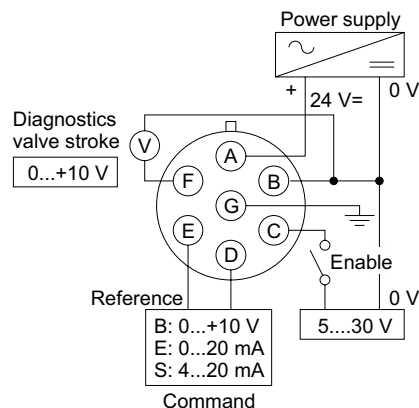 Power supply
+ 24 V= 0 V
Diagnostics
valve stroke
0...+10 V
V
A
F
B
G
E
C
D
Enable
Reference
0 V
B: 0...+10 V
E: 0...20 mA
S: 4...20 mA
5....30 V
Command